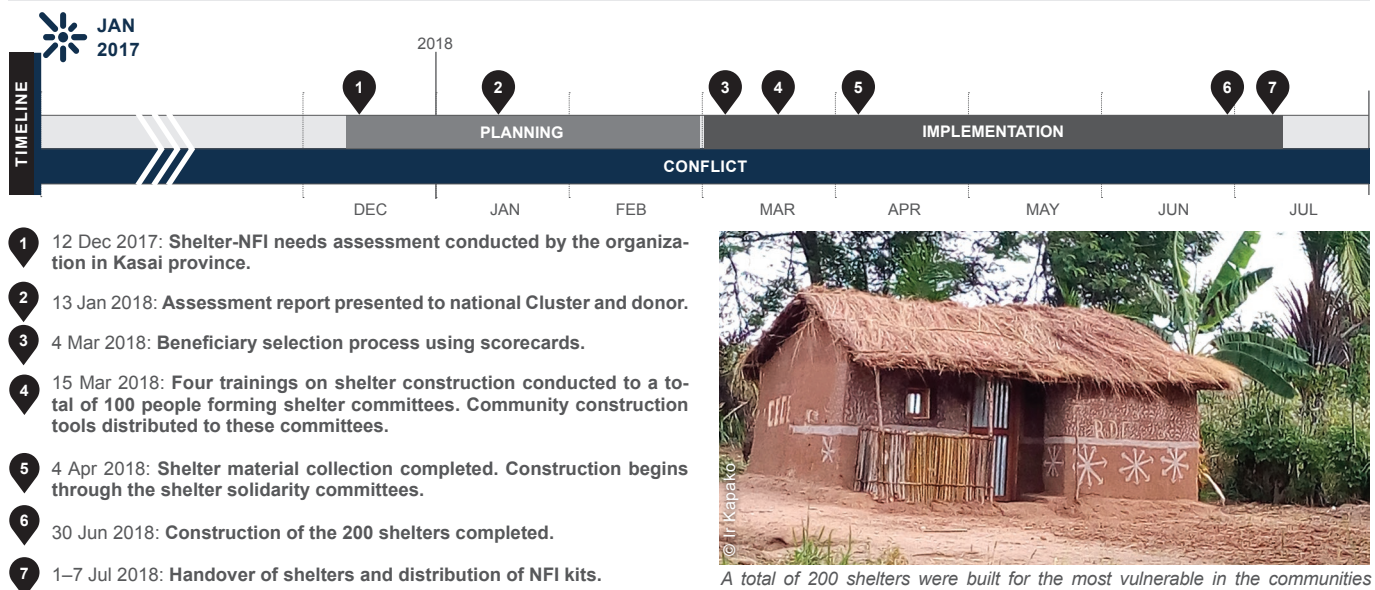 JAN
2017
2018
TIMELINE
1
2
3
4
5
6
7
PLANNING
IMPLEMENTATION
CONFLICT
DEC
JAN
FEB
MAR
APR
MAY
JUN
JUL
1
12 Dec 2017: Shelter-NFI needs assessment conducted by the organiza-
tion in Kasai province.
2
13 Jan 2018: Assessment report presented to national Cluster and donor.
3
4 Mar 2018: Beneficiary selection process using scorecards.
4
15 Mar 2018: Four trainings on shelter construction conducted to a to-
tal of 100 people forming shelter committees. Community construction
tools distributed to these committees.
5
4 Apr 2018: Shelter material collection completed. Construction begins
through the shelter solidarity committees.
6
30 Jun 2018: Construction of the 200 shelters completed.
7
1–7 Jul 2018: Handover of shelters and distribution of NFI kits.
© Ir Kapako
A total of 200 shelters were built for the most vulnerable in the communities